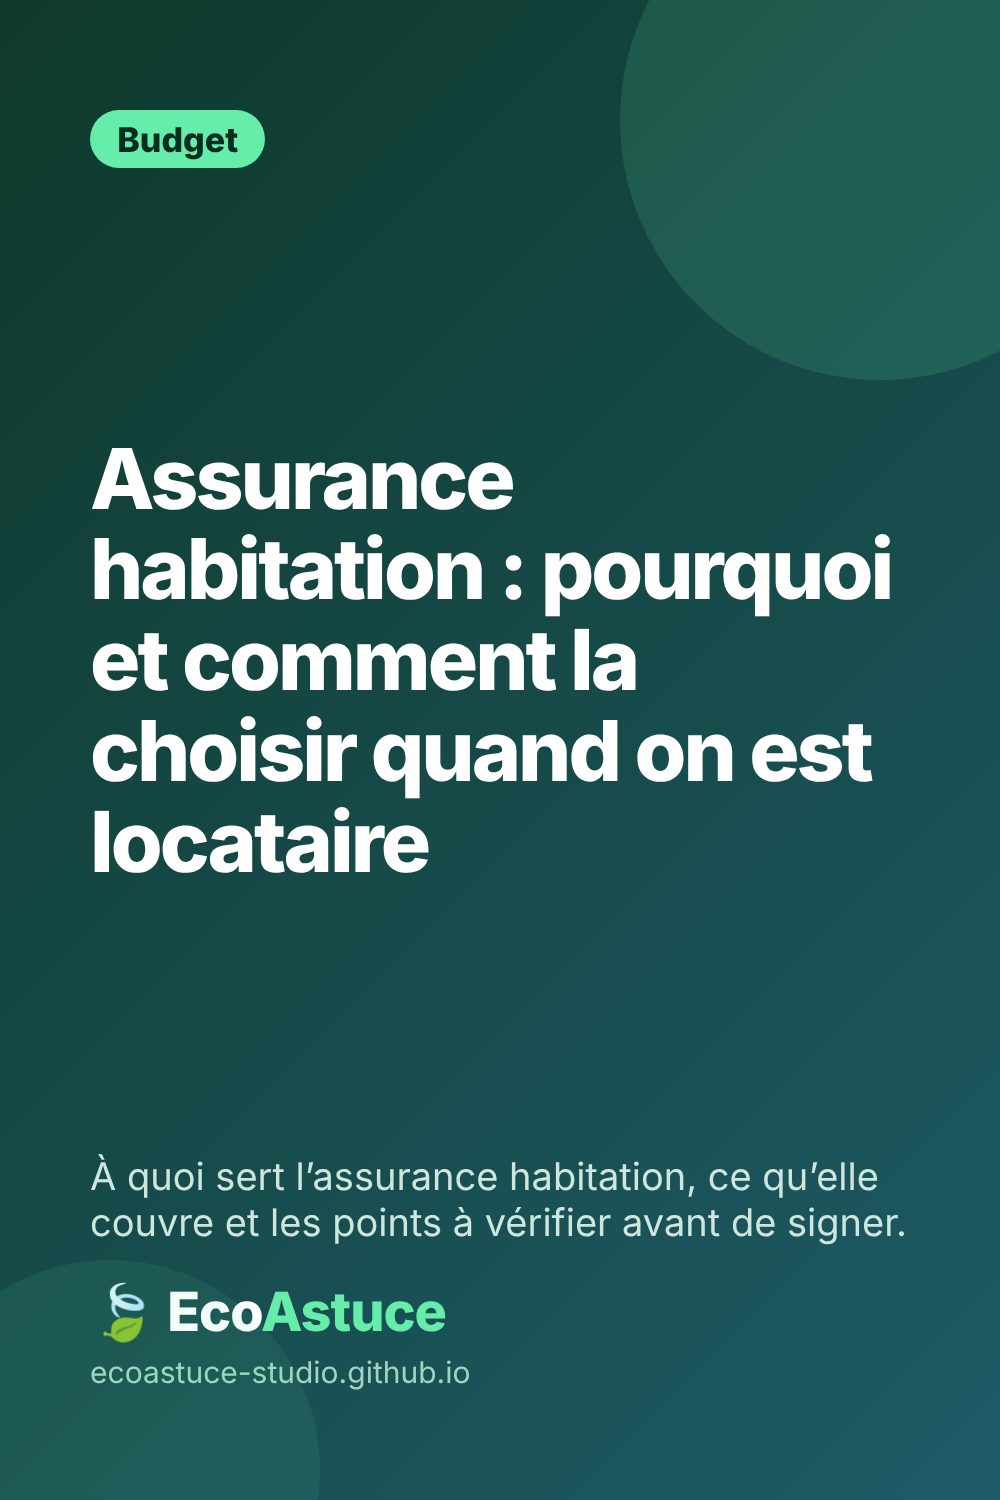 Budget
Assurance
habitation : pourquoi
et comment la
choisir quand on est
locataire
À quoi sert l’assurance habitation, ce qu’elle
couvre et les points à vérifier avant de signer.
EcoAstuce
ecoastuce-studio.github.io